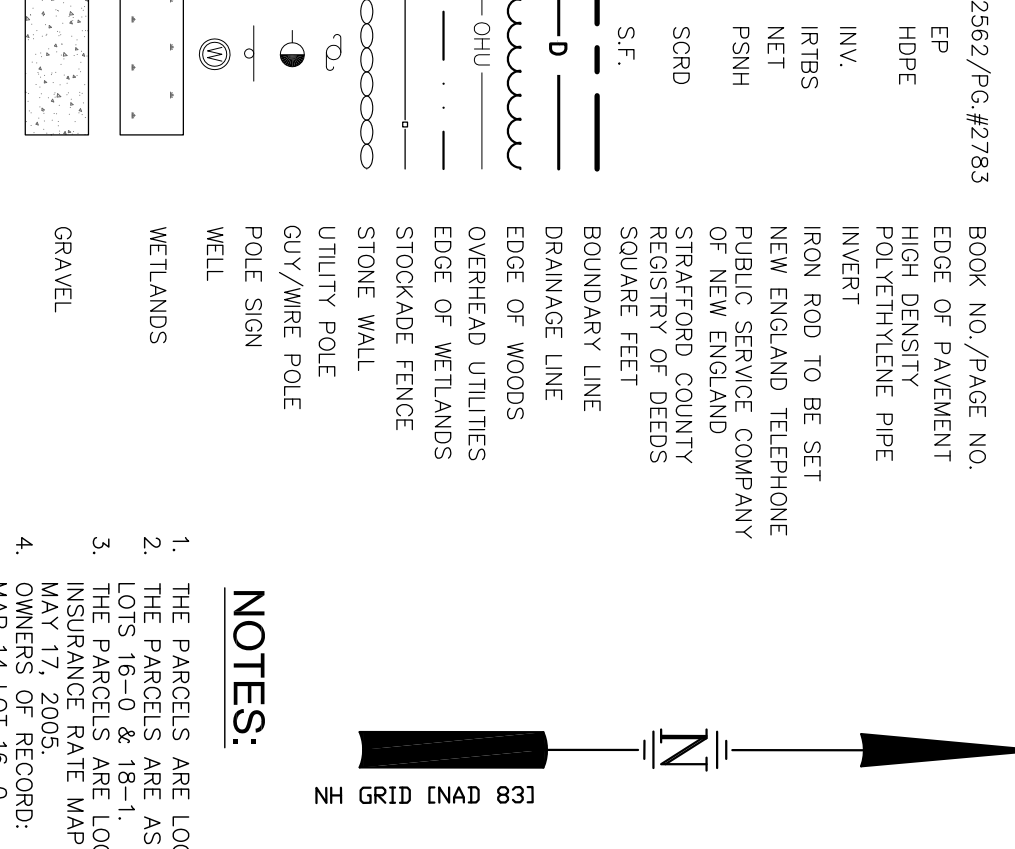 2562/PG.#2783 BOOK NO./PAGE NO.
EP EDGE OF PAVEMENT
HDPE HIGH DENSITY
POLYETHYLENE PIPE
INV. INVERT
IRTBS IRON ROD TO BE SET
NET NEW ENGLAND TELEPHONE
PSNH PUBLIC SERVICE COMPANY
OF NEW ENGLAND
SCRD STRAFFORD COUNTY
REGISTRY OF DEEDS
S.F. SQUARE FEET
BOUNDARY LINE
D DRAINAGE LINE
EDGE OF WOODS
OHU OVERHEAD UTILITIES
EDGE OF WETLANDS
STOCKADE FENCE
STONE WALL
UTILITY POLE
GUY/WIRE POLE
POLE SIGN
W WELL
WETLANDS
GRAVEL
N
NH GRID [NAD 83]
NOTES:
1. THE PARCELS ARE LOC
2. THE PARCELS ARE AS
LOTS 16-0 & 18-1.
3. THE PARCELS ARE LOC
INSURANCE RATE MAP
MAY 17, 2005.
4. OWNERS OF RECORD: